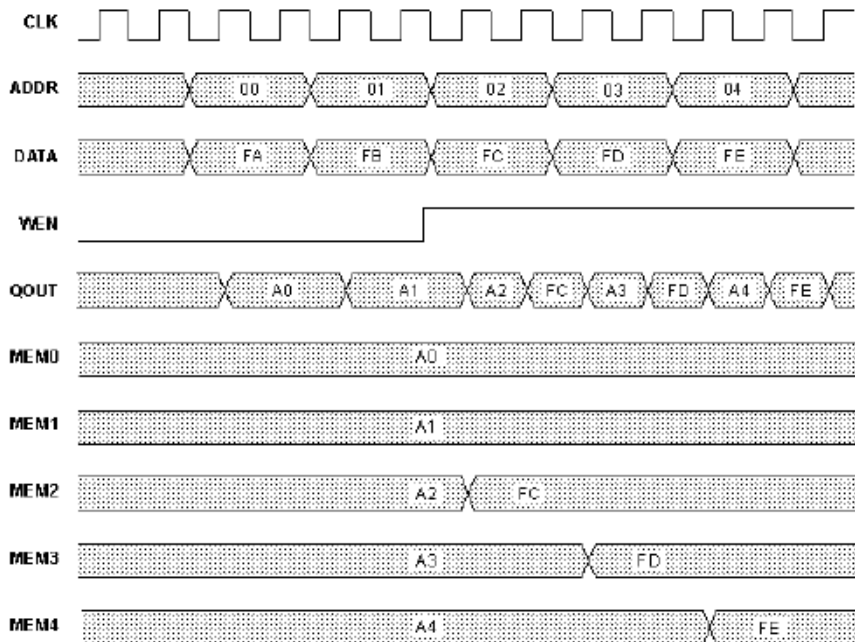 CLK
ADDR 00 01 02 03 04
DATA FA FB FC FD FE
WEN
QOUT A0 A1 A2 FC A3 FD A4 FE
MEM0 A0
MEM1 A1
MEM2 A2 FC
MEM3 A3 FD
MEM4 A4 FE